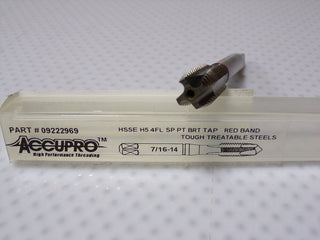 PART # 09222969
HSSE H5 4FL SP PT BRT TAP RED BAND
TOUGH TREATABLE STEELS
ACCUPRO™
High Performance Threading
7/16-14